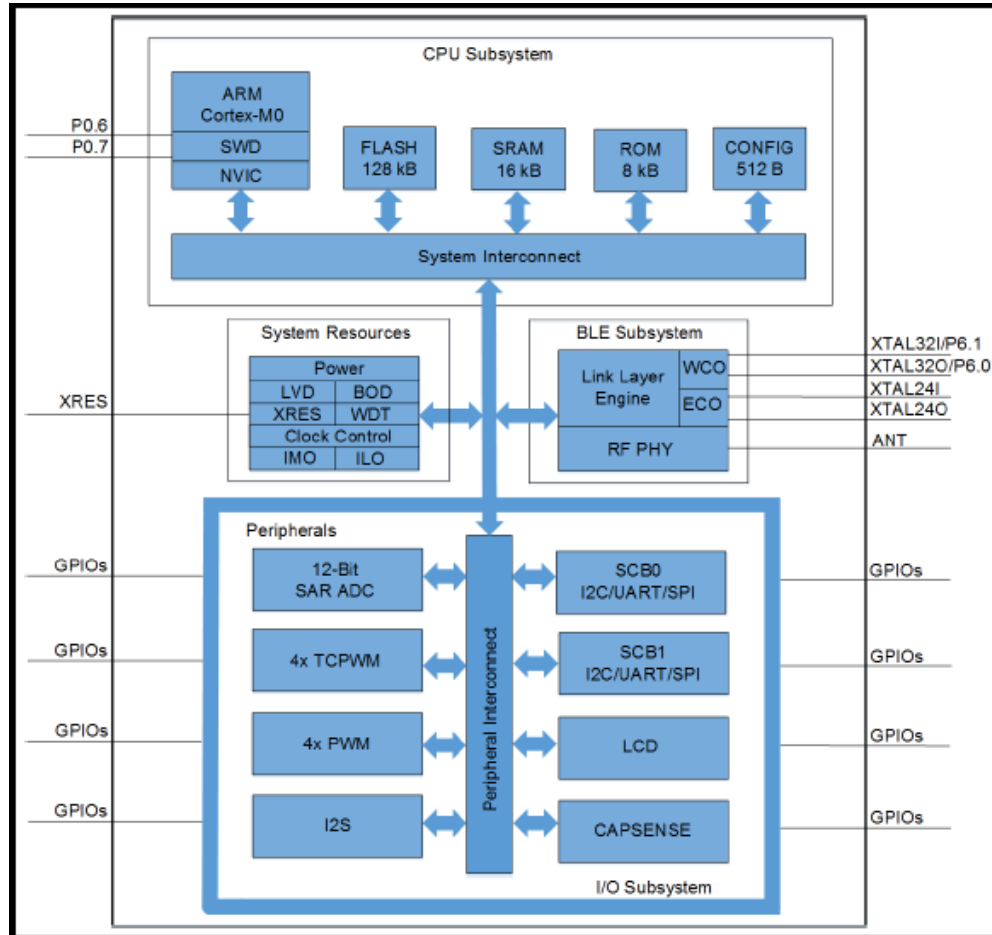 CPU Subsystem
ARM
Cortex-M0
SWD
NVIC
P0.6
P0.7
FLASH
128 kB
SRAM
16 kB
ROM
8 kB
CONFIG
512 B
System Interconnect
System Resources
Power
LVD
BOD
XRES
WDT
Clock Control
IMO
ILO
XRES
BLE Subsystem
Link Layer
Engine
WCO
ECO
RF PHY
XTAL32I/P6.1
XTAL32O/P6.0
XTAL24I
XTAL24O
ANT
Peripherals
12-Bit
SAR ADC
4x TCPWM
4x PWM
I2S
Peripheral Interconnect
SCB0
I2C/UART/SPI
SCB1
I2C/UART/SPI
LCD
CAPSENSE
I/O Subsystem
GPIOs
GPIOs
GPIOs
GPIOs
GPIOs
GPIOs
GPIOs
GPIOs